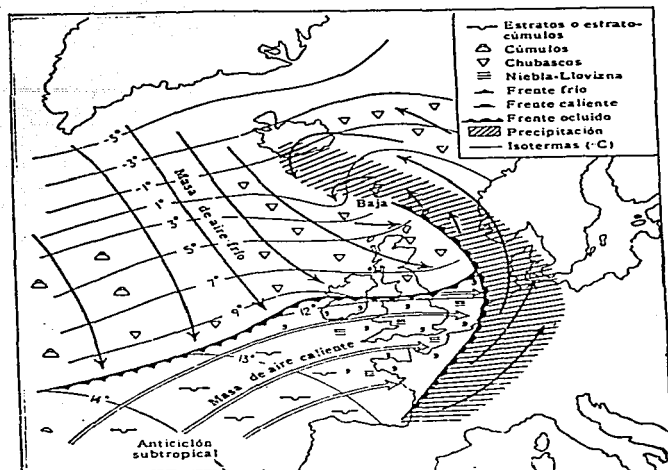 Estratos o estrato-
cúmulos
Cúmulos
Chubascos
Niebla-Llovizna
Frente frío
Frente caliente
Frente ocluido
Precipitación
Isotermas (°C)
-5°
-3°
-1°
1°
3°
5°
7°
9°
12°
13°
14°
Masa de aire frío
Baja
Masa de aire caliente
Anticiclón
subtropical